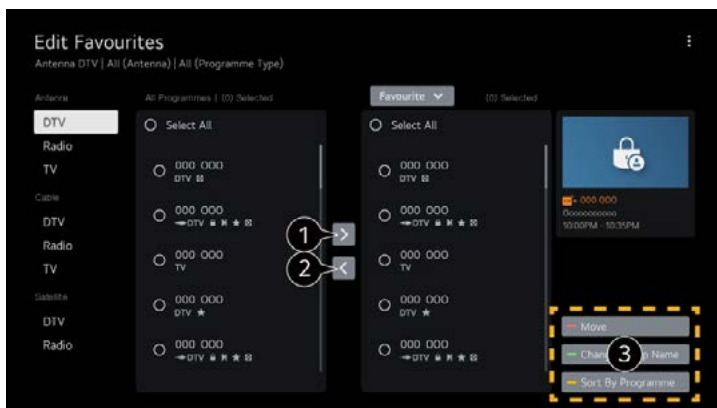 Edit Favourites
Antenna DTV | All (Antenna) | All (Programme Type)
Antenna
DTV
Radio
TV
Cable
DTV
Radio
TV
Satellite
DTV
Radio
All Programmes | (0) Selected
Select All
000 000
DTV
000 000
DTV
000 000
TV
000 000
DTV
000 000
DTV
1
2
Favourite
(0) Selected
Select All
000 000
DTV
000 000
DTV
000 000
TV
000 000
DTV
000 000
DTV
000 000
Oooooooooo
10:00PM - 10:35PM
Move
3
Name
Sort By Programme